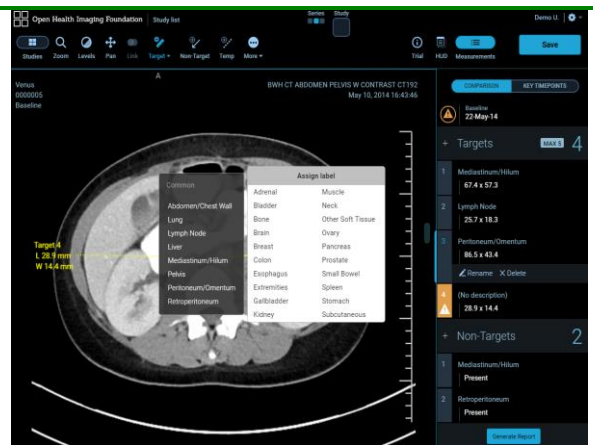 Open Health Imaging Foundation | Study list
Series Study
Demo U.
Studies Zoom Levels Pan Link Target Non-Target Temp More Trial HUD Measurements Save
A
Venus
0000005
Baseline
BWH CT ABDOMEN PELVIS W CONTRAST CT192
May 10, 2014 16:43:46
Target 4
L 28.9 mm
W 14.4 mm
Common
Abdomen/Chest Wall
Lung
Lymph Node
Liver
Mediastinum/Hilum
Pelvis
Peritoneum/Omentum
Retroperitoneum
Assign label
Adrenal Muscle
Bladder Neck
Bone Other Soft Tissue
Brain Ovary
Breast Pancreas
Colon Prostate
Esophagus Small Bowel
Extremities Spleen
Gallbladder Stomach
Kidney Subcutaneous
COMPARISON KEY TIMEPOINTS
Baseline
22-May-14
+ Targets MAX 5 4
1 Mediastinum/Hilum
67.4 x 57.3
2 Lymph Node
25.7 x 18.3
3 Peritoneum/Omentum
86.5 x 43.4
Rename X Delete
4 (No description)
28.9 x 14.4
+ Non-Targets 2
1 Mediastinum/Hilum
Present
2 Retroperitoneum
Present
Generate Report